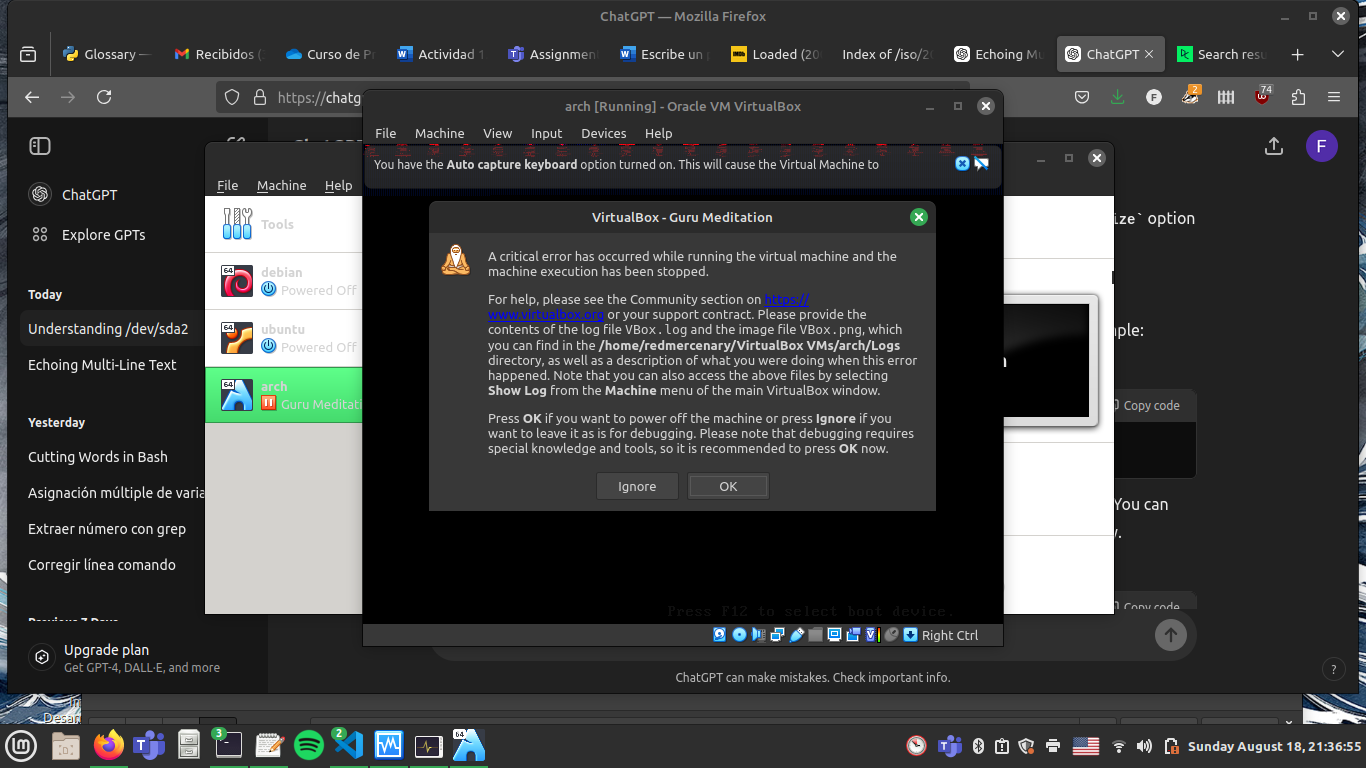 ChatGPT — Mozilla Firefox
Glossary —
Recibidos (
Curso de Pr
Actividad 1.
Assignmen
Escribe un
Loaded (20
Index of /iso/2
Echoing Mu
ChatGPT
Search resu
https://chatg
2
74
arch [Running] - Oracle VM VirtualBox
File Machine View Input Devices Help
You have the Auto capture keyboard option turned on. This will cause the Virtual Machine to
F
ChatGPT
Explore GPTs
Today
Understanding /dev/sda2
Echoing Multi-Line Text
Yesterday
Cutting Words in Bash
Asignación múltiple de varia
Extraer número con grep
Corregir línea comando
Previous 7 Days
Upgrade plan
Get GPT-4, DALL·E, and more
File Machine Help
Tools
64
debian
Powered Off
64
ubuntu
Powered Off
64
arch
Guru Meditati
VirtualBox - Guru Meditation
A critical error has occurred while running the virtual machine and the
machine execution has been stopped.
For help, please see the Community section on https://
www.virtualbox.org or your support contract. Please provide the
contents of the log file VBox.log and the image file VBox.png, which
you can find in the /home/redmercenary/VirtualBox VMs/arch/Logs
directory, as well as a description of what you were doing when this error
happened. Note that you can also access the above files by selecting
Show Log from the Machine menu of the main VirtualBox window.
Press OK if you want to power off the machine or press Ignore if you
want to leave it as is for debugging. Please note that debugging requires
special knowledge and tools, so it is recommended to press OK now.
Ignore
OK
Press F12 to select boot device.
Right Ctrl
ize` option
ple:
Copy code
You can
Copy code
ChatGPT can make mistakes. Check important info.
?
Desar
3
2
64
Sunday August 18, 21:36:55